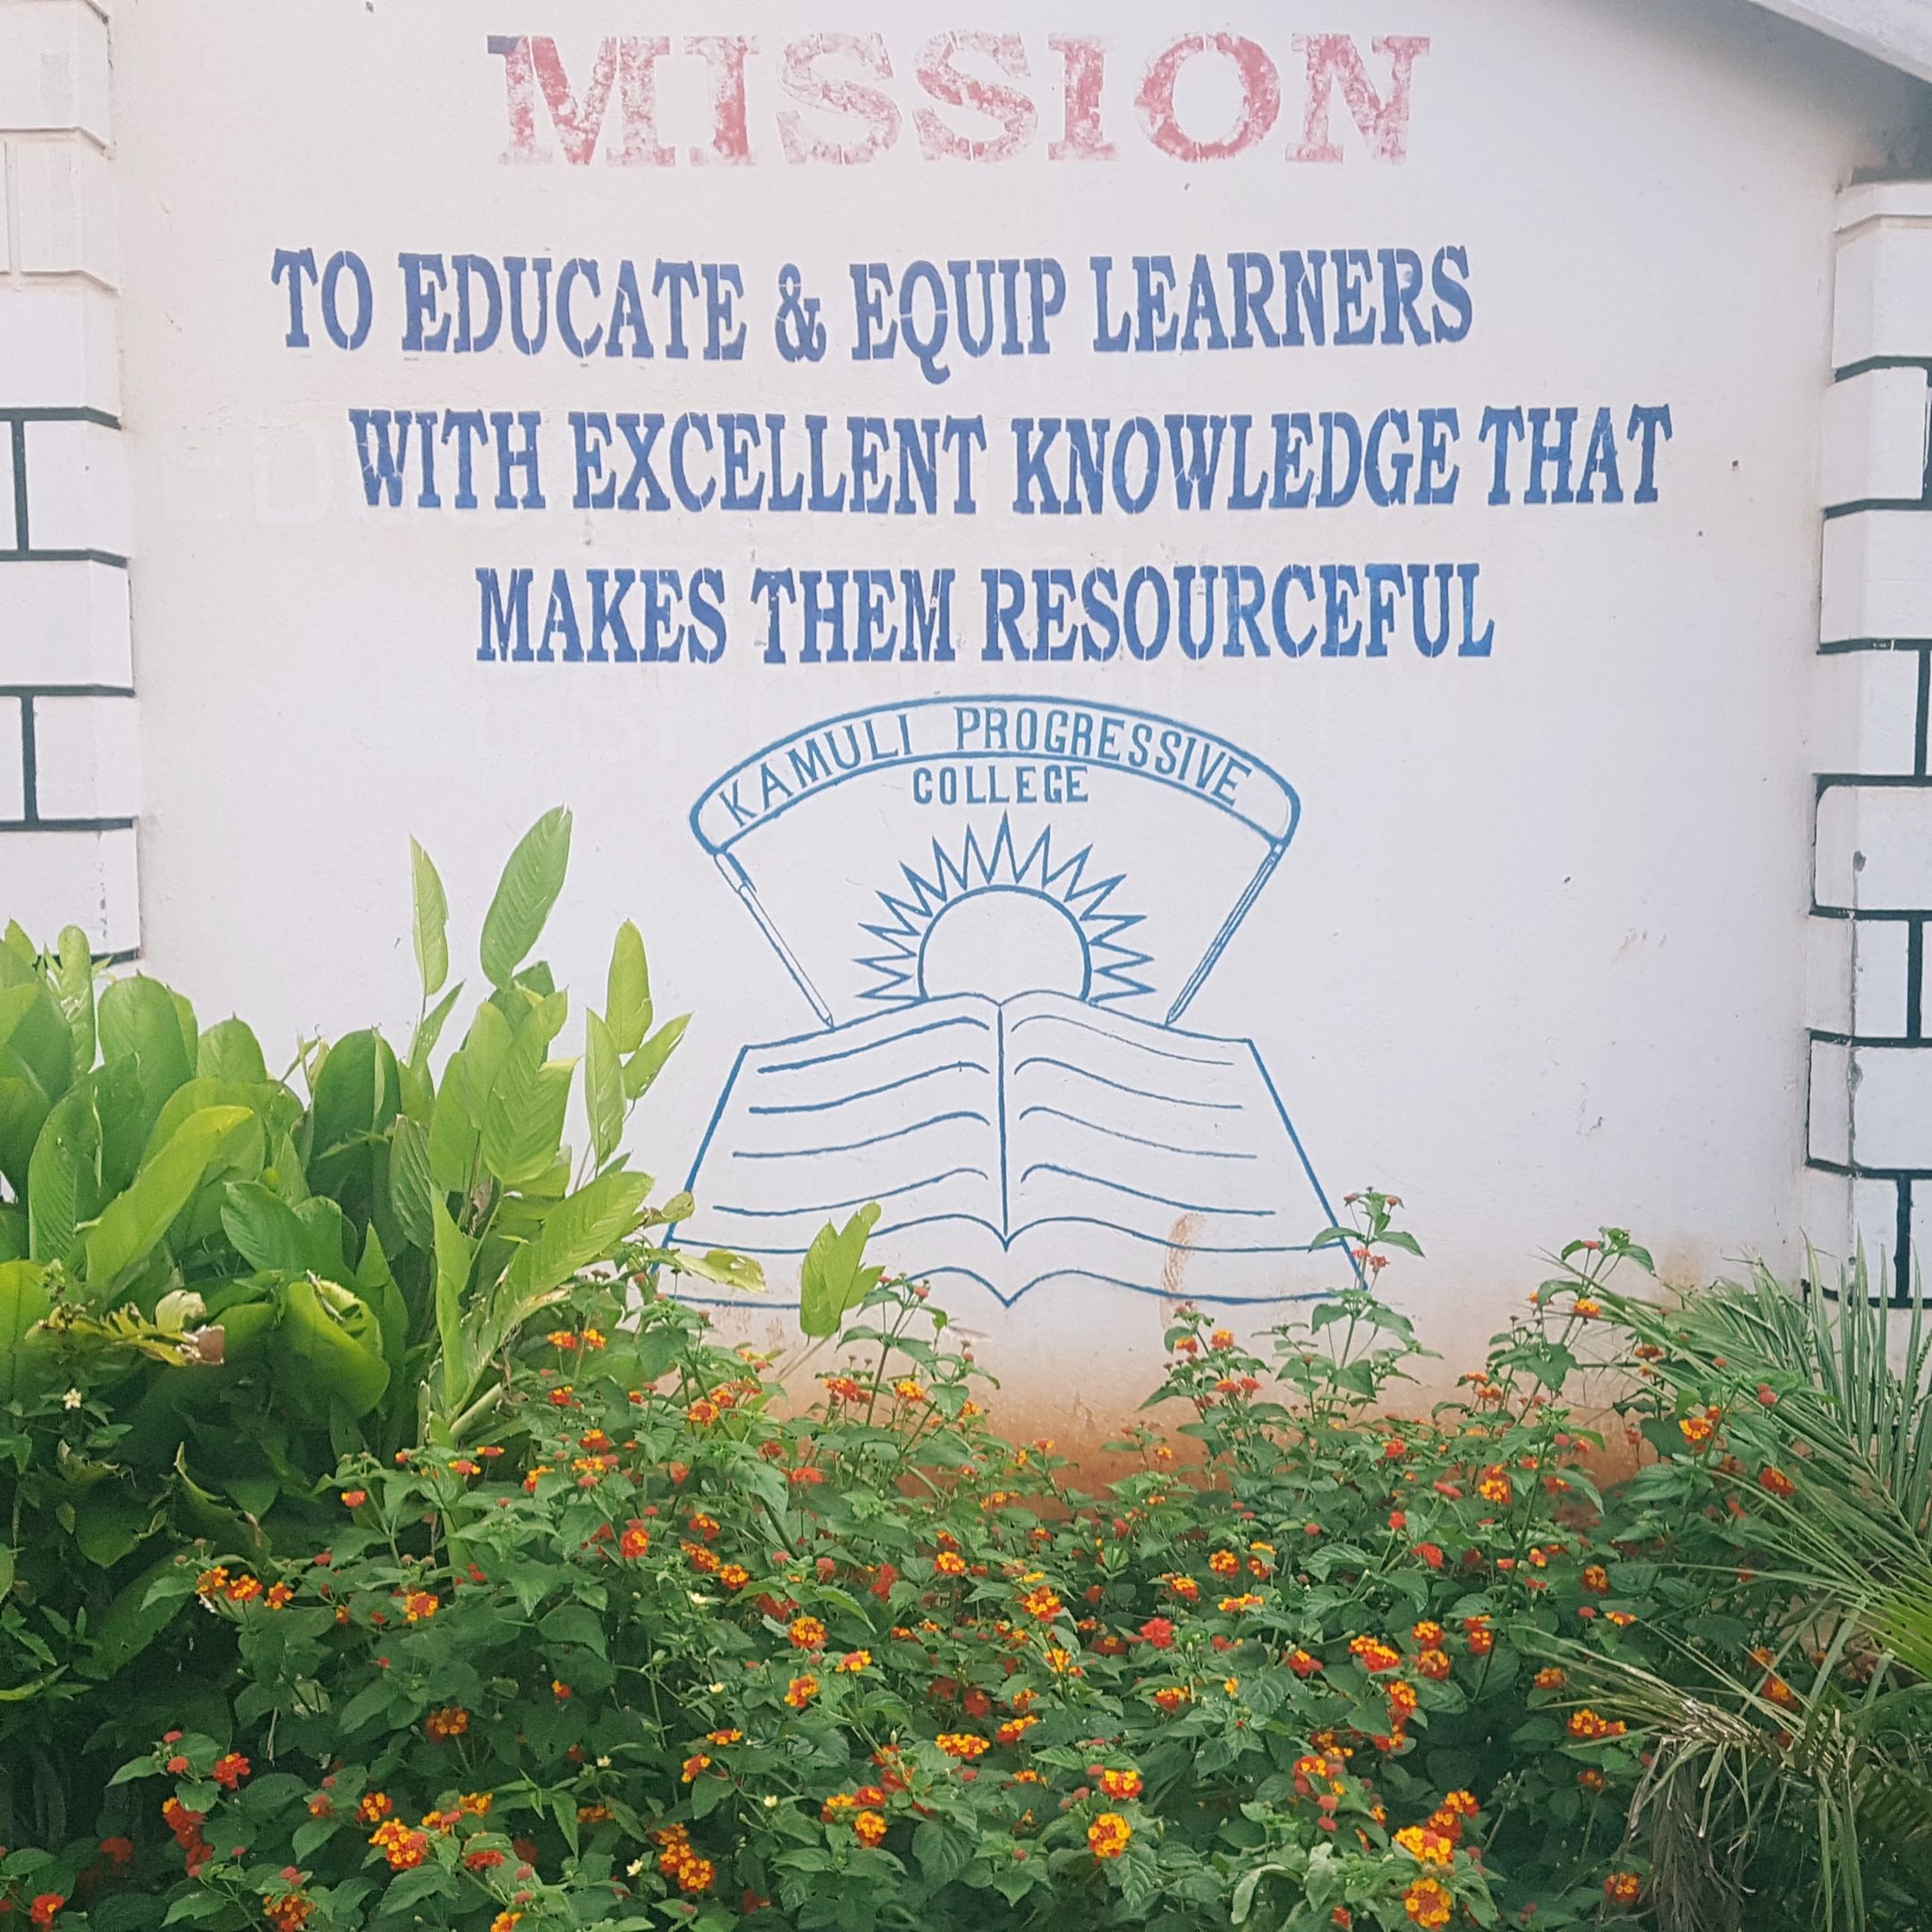 MISSION
TO EDUCATE & EQUIP LEARNERS
WITH EXCELLENT KNOWLEDGE THAT
MAKES THEM RESOURCEFUL
KAMULI PROGRESSIVE
COLLEGE